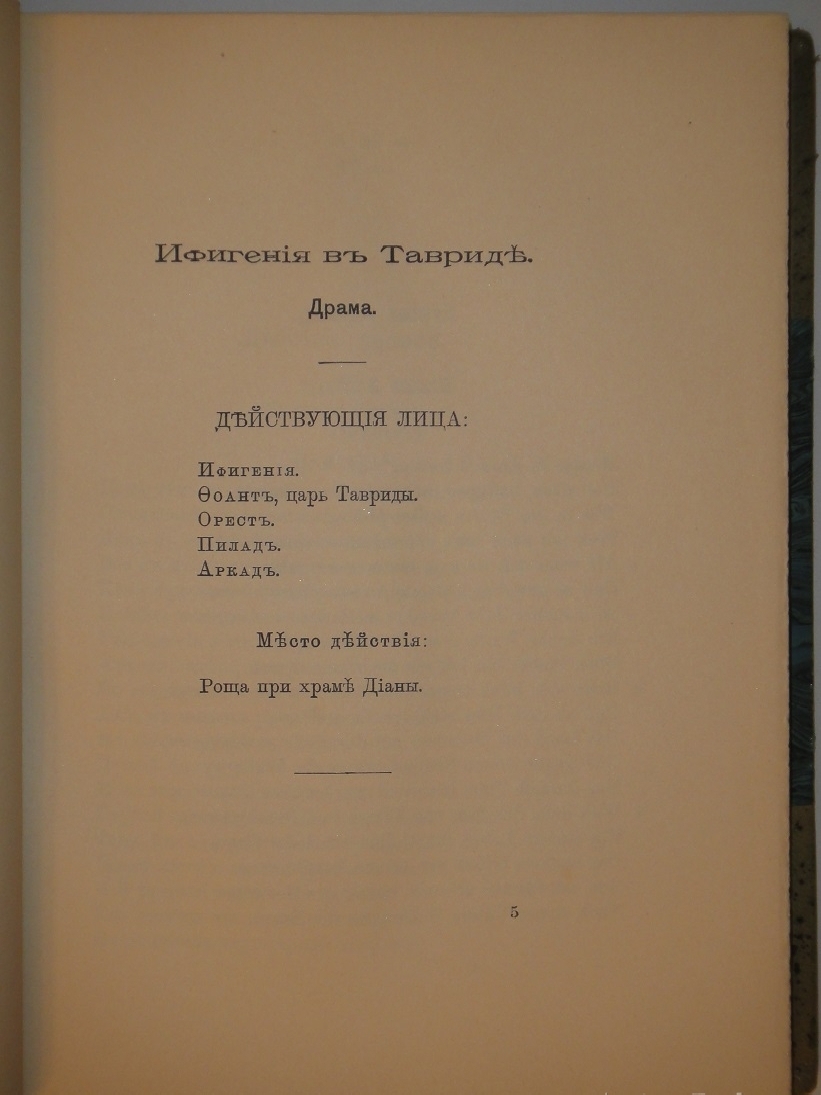 Ифигенія въ Тавридѣ.
Драма.
ДѢЙСТВУЮЩІЯ ЛИЦА:
Ифигенія.
Ѳоантъ, царь Тавриды.
Орестъ.
Пиладъ.
Аркадъ.
Мѣсто дѣйствія:
Роща при храмѣ Діаны.
5